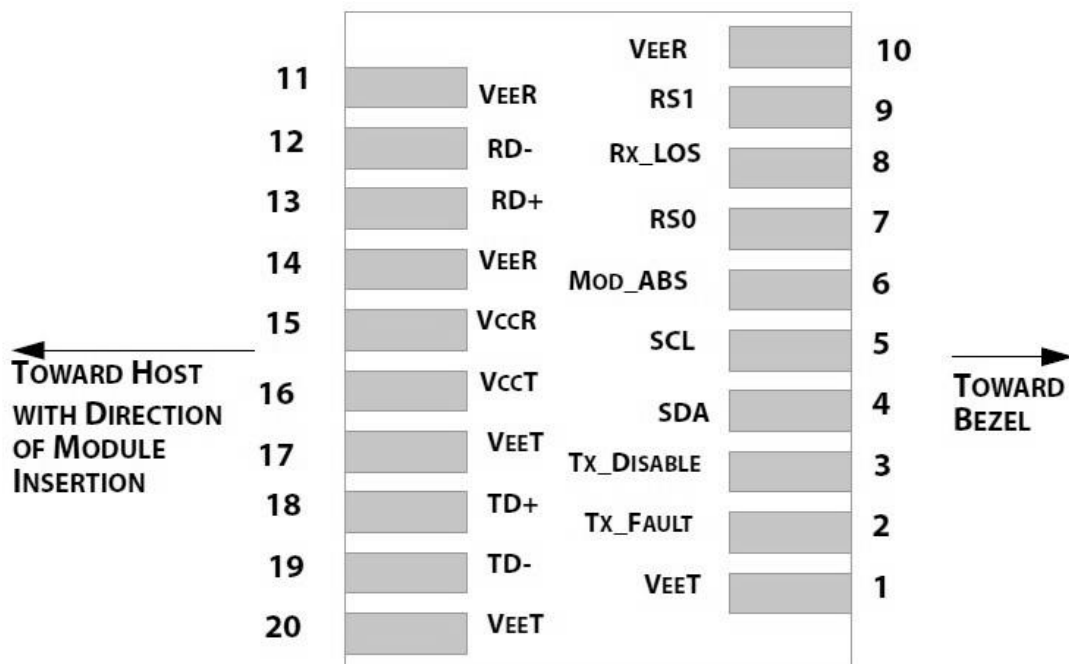 VEER 10
11 VEER
RS1 9
12 RD-
RX_LOS 8
13 RD+
RS0 7
14 VEER
MOD_ABS 6
15 VCCR
SCL 5
TOWARD HOST
WITH DIRECTION
OF MODULE
INSERTION
TOWARD
BEZEL
16 VCCT
SDA 4
17 VEET
TX_DISABLE 3
18 TD+
TX_FAULT 2
19 TD-
VEET 1
20 VEET